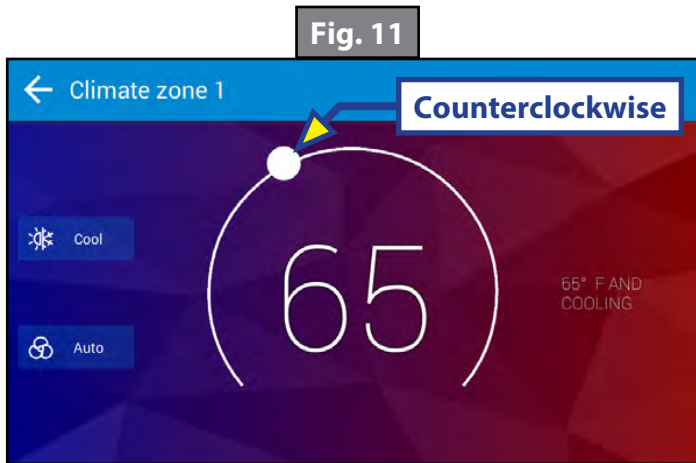 Fig. 11
Climate zone 1
Counterclockwise
Cool
65
65° F AND
COOLING
Auto